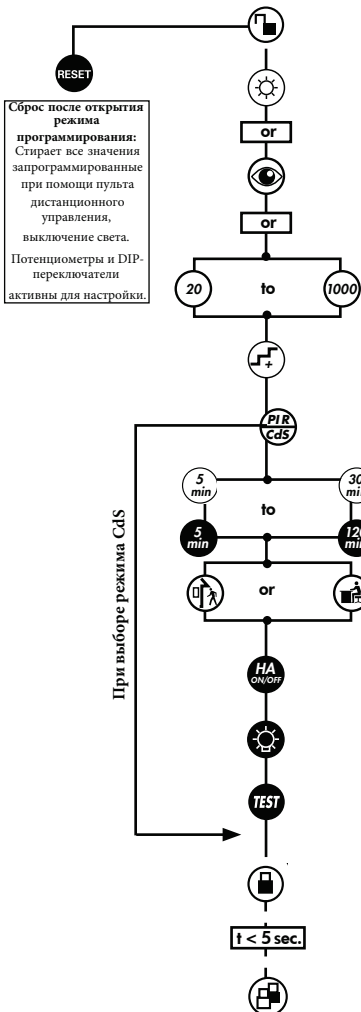 RESET
Сброс после открытия
режима
программирования:
Стирает все значения
запрограммированные
при помощи пульта
дистанционного
управления,
выключение света.
Потенциометры и DIP-
переключатели
активны для настройки.
or
or
20 to 1000
+
PIR
CdS
При выборе режима CdS
5 min
30 min
to
5 min
120 min
or
HA
ON/OFF
TEST
t < 5 sec.